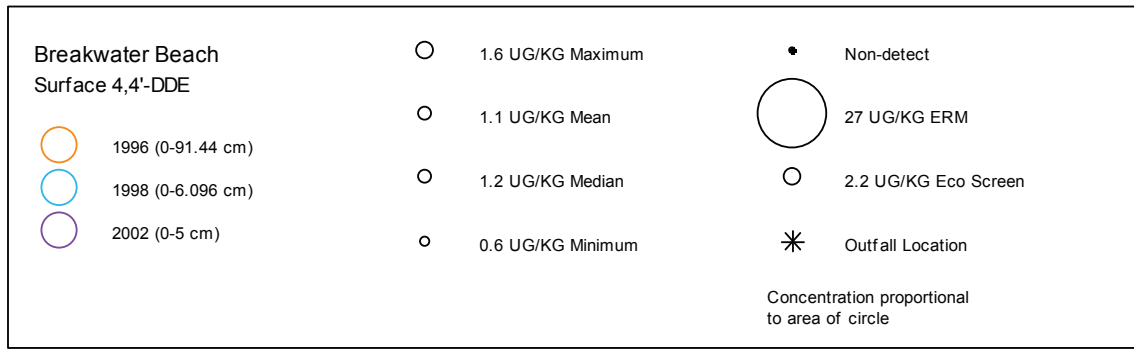 Breakwater Beach
Surface 4,4'-DDE
1996 (0-91.44 cm)
1998 (0-6.096 cm)
2002 (0-5 cm)
1.6 UG/KG Maximum
1.1 UG/KG Mean
1.2 UG/KG Median
0.6 UG/KG Minimum
Non-detect
27 UG/KG ERM
2.2 UG/KG Eco Screen
Outfall Location
Concentration proportional
to area of circle